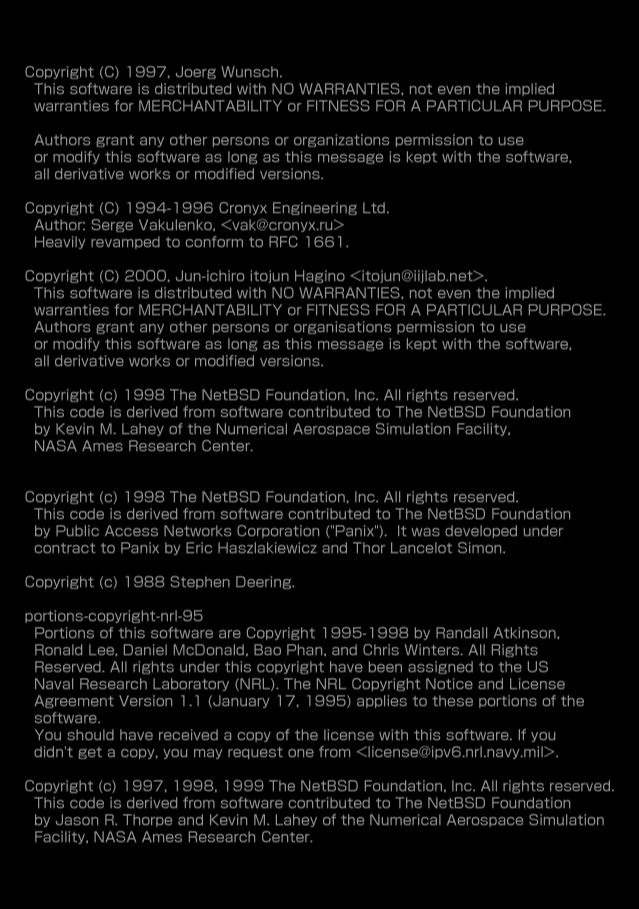 Copyright (C) 1997, Joerg Wunsch.
This software is distributed with NO WARRANTIES, not even the implied
warranties for MERCHANTABILITY or FITNESS FOR A PARTICULAR PURPOSE.
Authors grant any other persons or organizations permission to use
or modify this software as long as this message is kept with the software,
all derivative works or modified versions.
Copyright (C) 1994-1996 Cronyx Engineering Ltd.
Author: Serge Vakulenko, <vak@cronyx.ru>
Heavily revamped to conform to RFC 1661.
Copyright (C) 2000, Jun-ichiro itojun Hagino <itojun@iijlab.net>.
This software is distributed with NO WARRANTIES, not even the implied
warranties for MERCHANTABILITY or FITNESS FOR A PARTICULAR PURPOSE.
Authors grant any other persons or organisations permission to use
or modify this software as long as this message is kept with the software,
all derivative works or modified versions.
Copyright (c) 1998 The NetBSD Foundation, Inc. All rights reserved.
This code is derived from software contributed to The NetBSD Foundation
by Kevin M. Lahey of the Numerical Aerospace Simulation Facility,
NASA Ames Research Center.
Copyright (c) 1998 The NetBSD Foundation, Inc. All rights reserved.
This code is derived from software contributed to The NetBSD Foundation
by Public Access Networks Corporation ("Panix").  It was developed under
contract to Panix by Eric Haszlakiewicz and Thor Lancelot Simon.
Copyright (c) 1988 Stephen Deering.
portions-copyright-nrl-95
Portions of this software are Copyright 1995-1998 by Randall Atkinson,
Ronald Lee, Daniel McDonald, Bao Phan, and Chris Winters. All Rights
Reserved. All rights under this copyright have been assigned to the US
Naval Research Laboratory (NRL). The NRL Copyright Notice and License
Agreement Version 1.1 (January 17, 1995) applies to these portions of the
software.
You should have received a copy of the license with this software. If you
didn't get a copy, you may request one from <license@ipv6.nrl.navy.mil>.
Copyright (c) 1997, 1998, 1999 The NetBSD Foundation, Inc. All rights reserved.
This code is derived from software contributed to The NetBSD Foundation
by Jason R. Thorpe and Kevin M. Lahey of the Numerical Aerospace Simulation
Facility, NASA Ames Research Center.